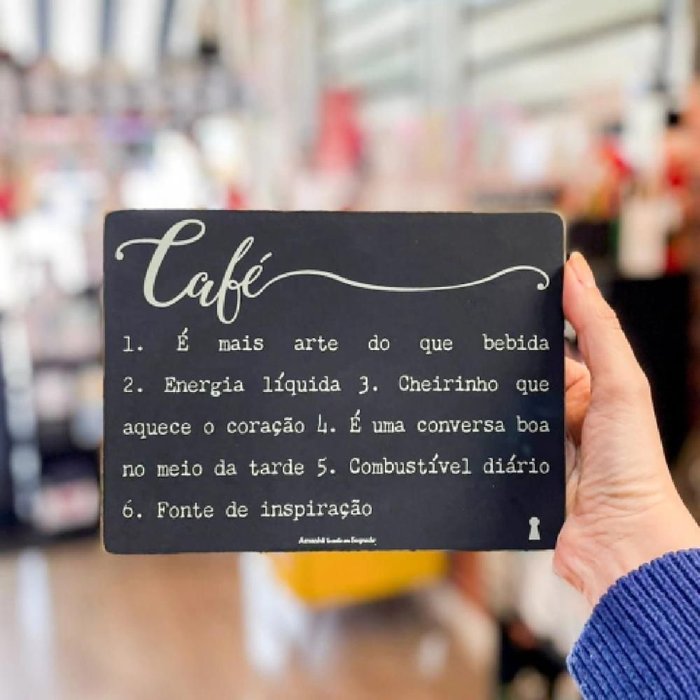 Café
1. É mais arte do que bebida
2. Energia líquida 3. Cheirinho que
aquece o coração 4. É uma conversa boa
no meio da tarde 5. Combustível diário
6. Fonte de inspiração